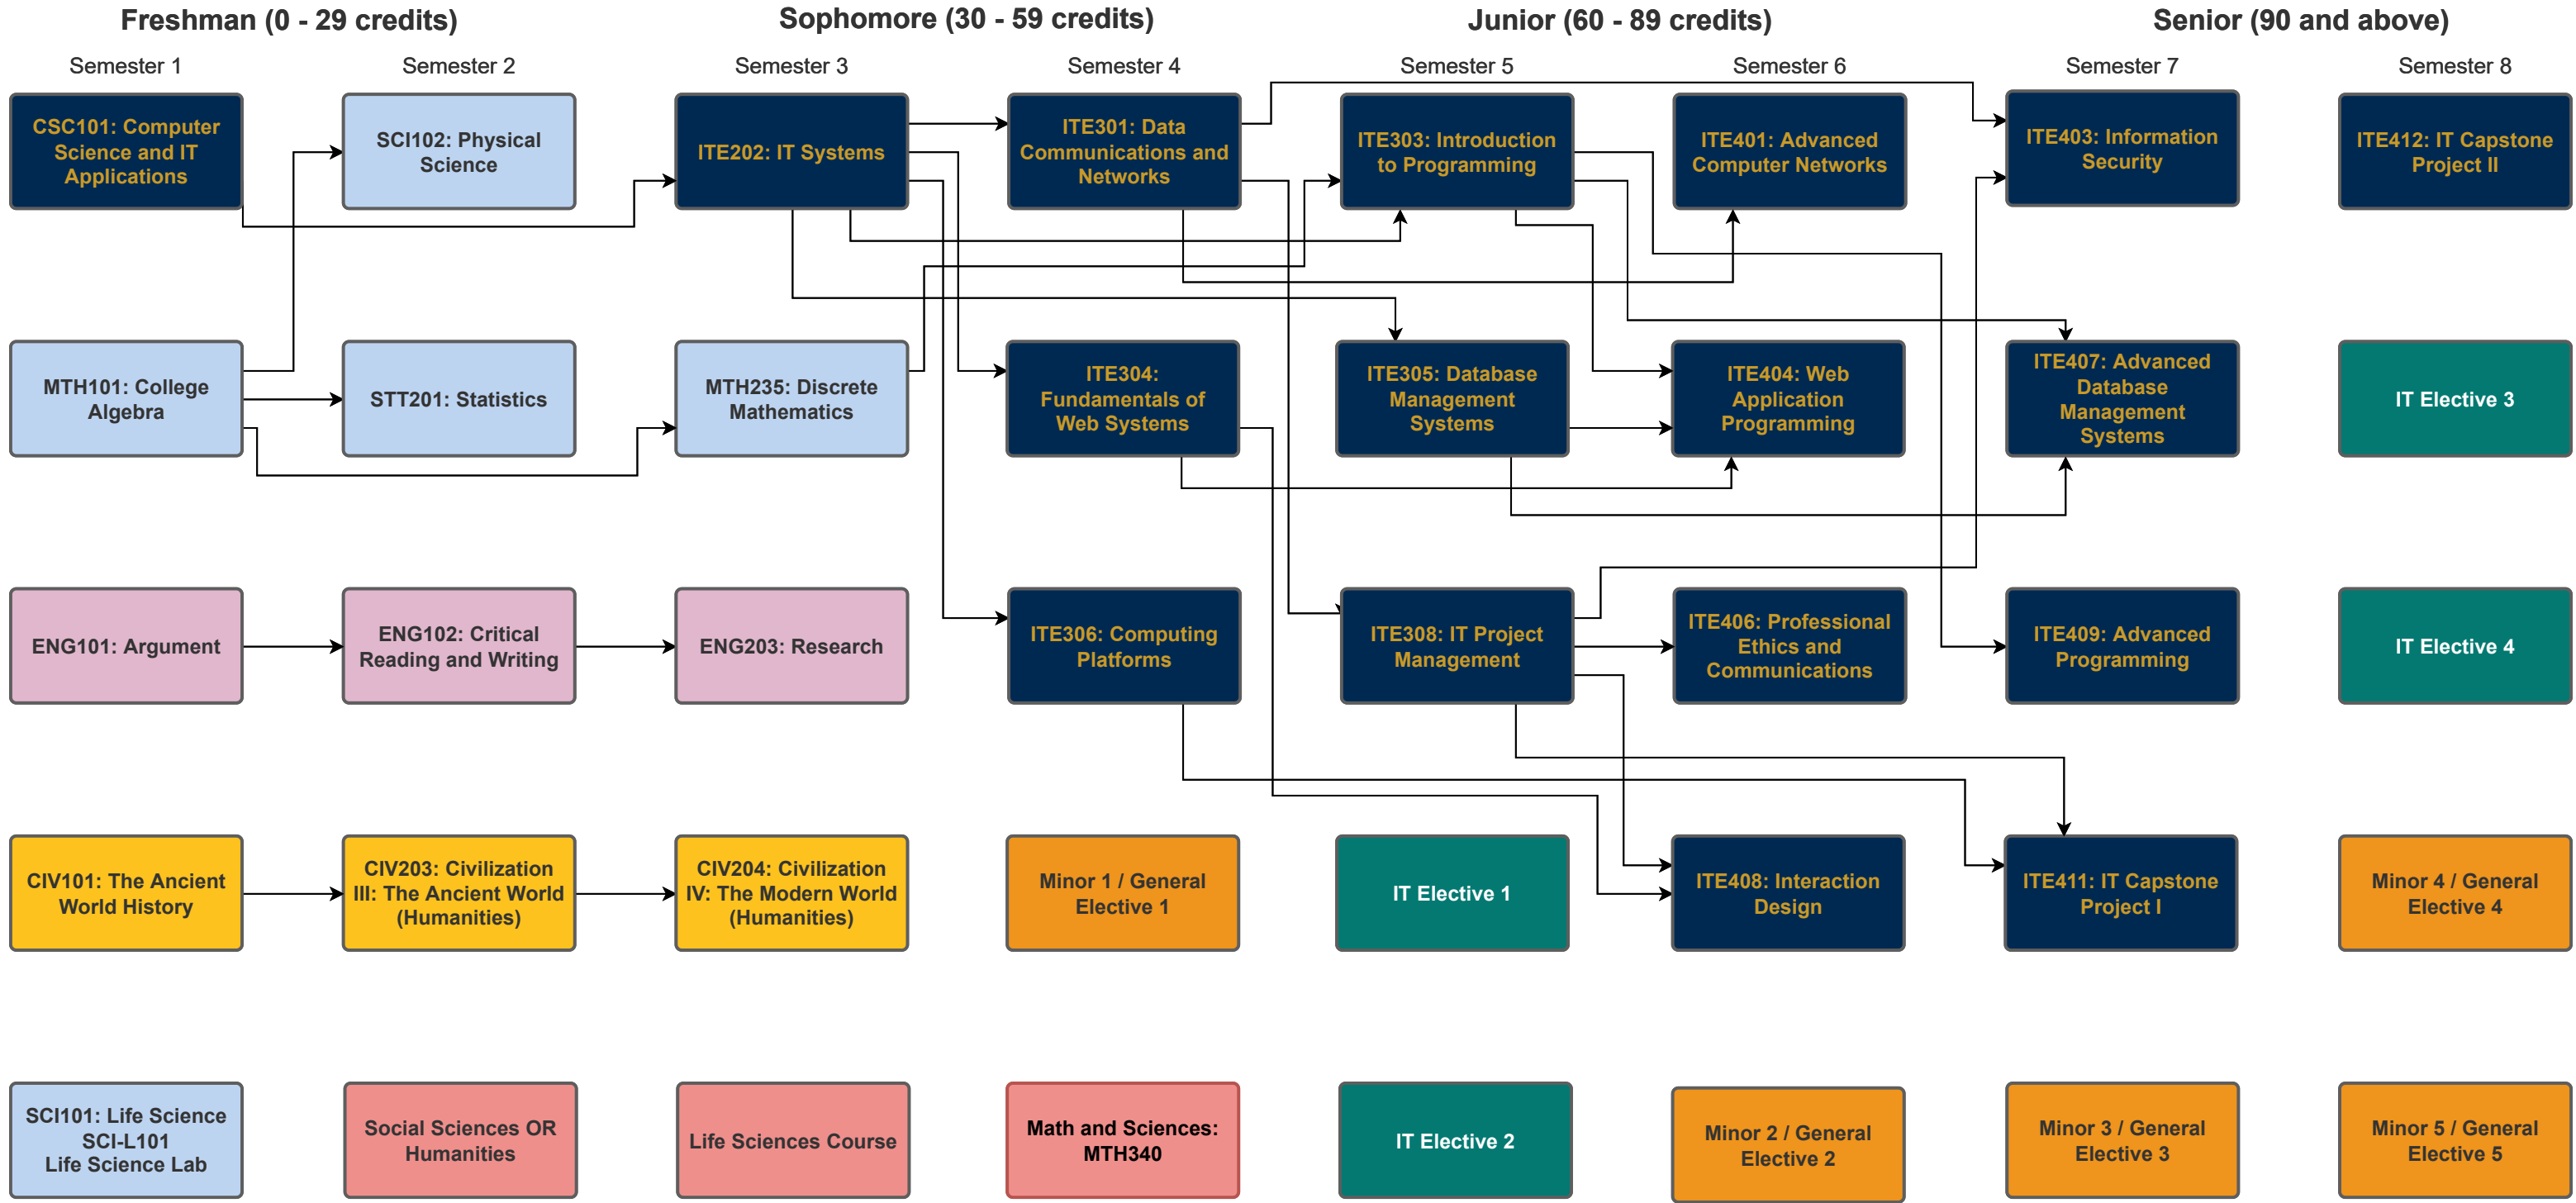 Freshman (0 - 29 credits)
Sophomore (30 - 59 credits)
Junior (60 - 89 credits)
Senior (90 and above)
Semester 1
Semester 2
Semester 3
Semester 4
Semester 5
Semester 6
Semester 7
Semester 8
CSC101: Computer
Science and IT
Applications
SCI102: Physical
Science
ITE202: IT Systems
ITE301: Data
Communications and
Networks
ITE303: Introduction
to Programming
ITE401: Advanced
Computer Networks
ITE403: Information
Security
ITE412: IT Capstone
Project II
MTH101: College
Algebra
STT201: Statistics
MTH235: Discrete
Mathematics
ITE304:
Fundamentals of
Web Systems
ITE305: Database
Management
Systems
ITE404: Web
Application
Programming
ITE407: Advanced
Database
Management
Systems
IT Elective 3
ENG101: Argument
ENG102: Critical
Reading and Writing
ENG203: Research
ITE306: Computing
Platforms
ITE308: IT Project
Management
ITE406: Professional
Ethics and
Communications
ITE409: Advanced
Programming
IT Elective 4
CIV101: The Ancient
World History
CIV203: Civilization
III: The Ancient World
(Humanities)
CIV204: Civilization
IV: The Modern World
(Humanities)
Minor 1 / General
Elective 1
IT Elective 1
ITE408: Interaction
Design
ITE411: IT Capstone
Project I
Minor 4 / General
Elective 4
SCI101: Life Science
SCI-L101
Life Science Lab
Social Sciences OR
Humanities
Life Sciences Course
Math and Sciences:
MTH340
IT Elective 2
Minor 2 / General
Elective 2
Minor 3 / General
Elective 3
Minor 5 / General
Elective 5